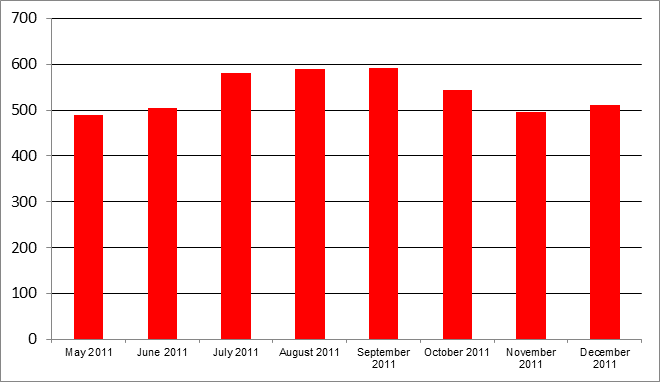 700
600
500
400
300
200
100
0
May 2011
June 2011
July 2011
August 2011
September
2011
October 2011
November
2011
December
2011